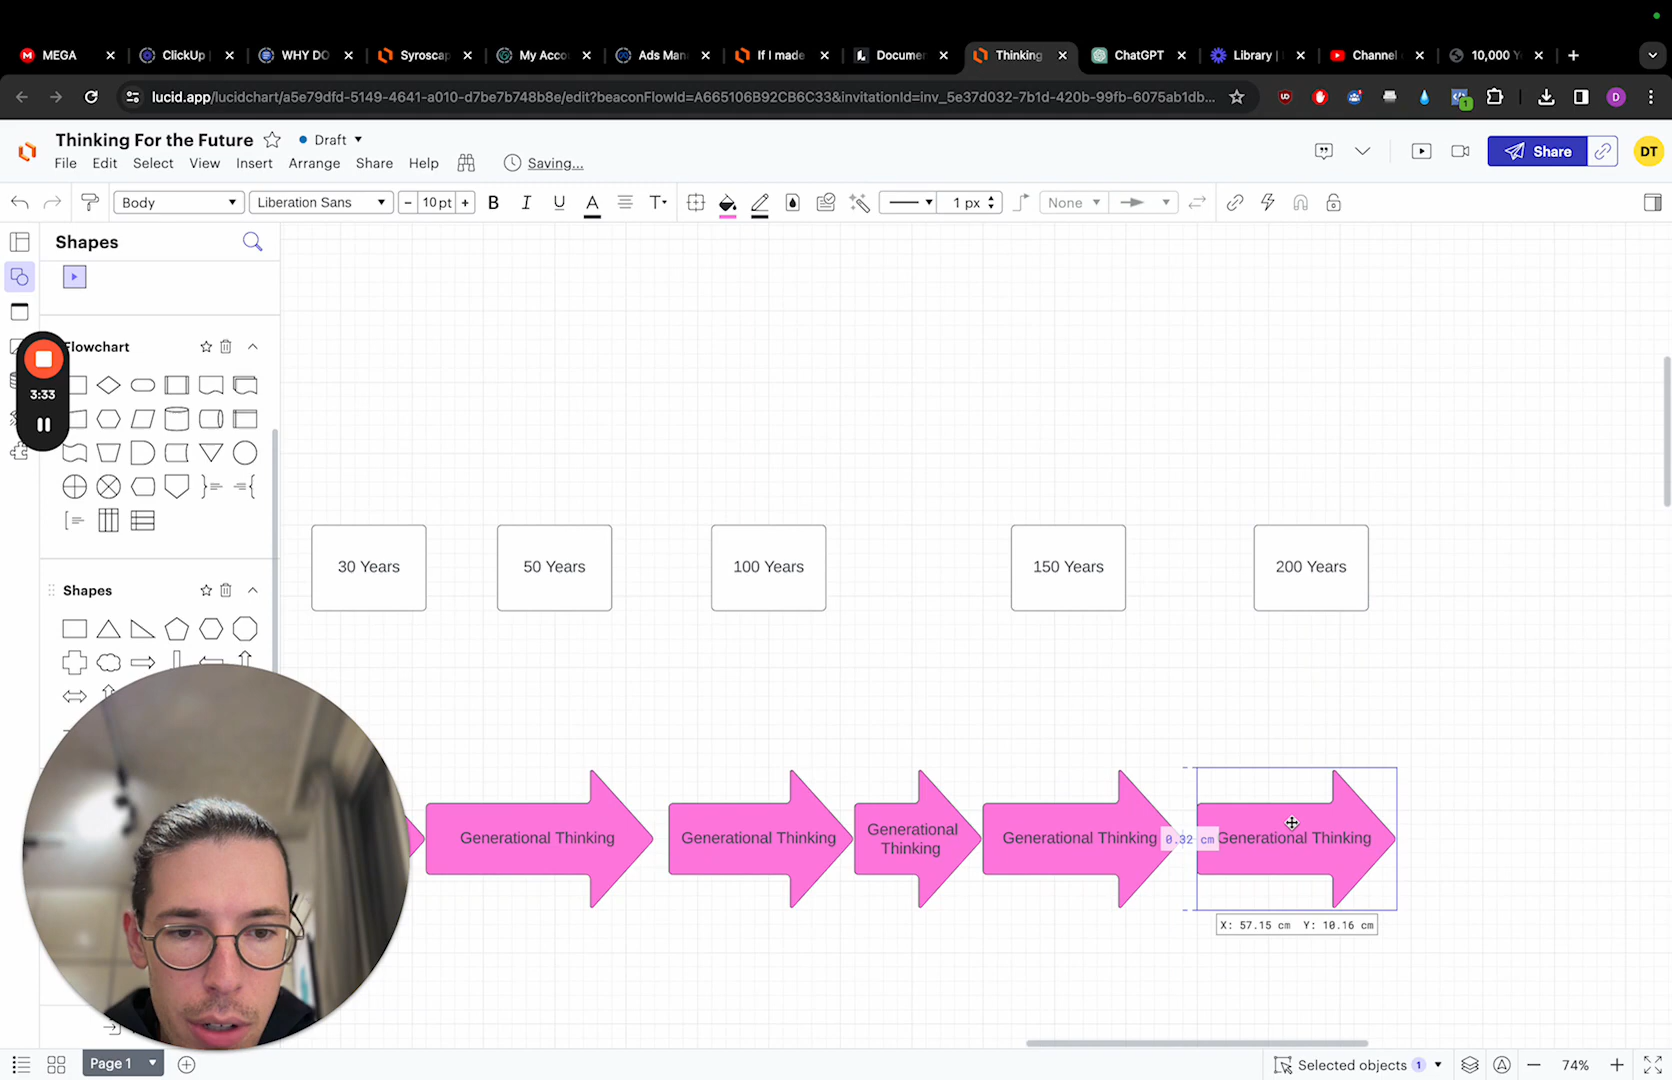 MEGA
ClickUp
WHY DO
Syroscap
My Acco
Ads Man
If I made
Documen
Thinking
ChatGPT
Library |
Channel
10,000 Y
lucid.app/lucidchart/a5e79dfd-5149-4641-a010-d7be7b748b8e/edit?beaconFlowId=A665106B92CB6C33&invitationId=inv_5e37d032-7b1d-420b-99fb-6075ab1db...
1
D
Thinking For the Future
Draft
File
Edit
Select
View
Insert
Arrange
Share
Help
Saving...
Share
DT
Body
Liberation Sans
10 pt
B
I
U
A
T
1 px
None
Shapes
Flowchart
3:33
Shapes
30 Years
50 Years
100 Years
150 Years
200 Years
Generational Thinking
Generational Thinking
Generational
Thinking
Generational Thinking
0.32 cm
Generational Thinking
X: 57.15 cm Y: 10.16 cm
Page 1
Selected objects
1
74%